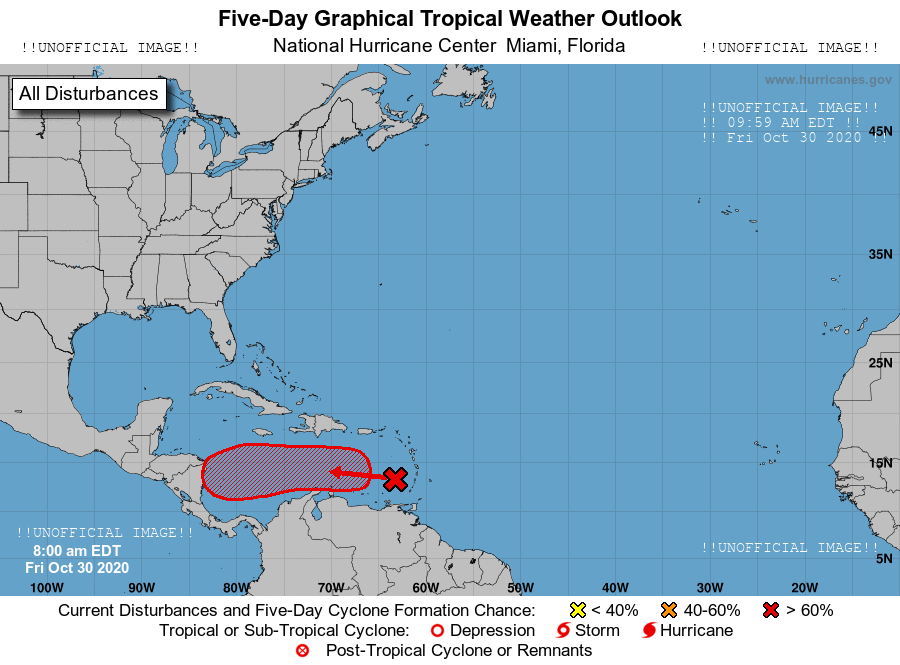 Five-Day Graphical Tropical Weather Outlook
!!UNOFFICIAL IMAGE!! National Hurricane Center Miami, Florida !!UNOFFICIAL IMAGE!!
www.hurricanes.gov
All Disturbances
!!UNOFFICIAL IMAGE!!
!! 09:59 AM EDT !!
!! Fri Oct 30 2020 !!
45N
35N
25N
15N
!!UNOFFICIAL IMAGE!!
8:00 am EDT
!!UNOFFICIAL IMAGE!!
5N
Fri Oct 30 2020
100W 90W 80W 70W 60W 50W 40W 30W 20W
Current Disturbances and Five-Day Cyclone Formation Chance: < 40% 40-60% > 60%
Tropical or Sub-Tropical Cyclone: Depression Storm Hurricane
Post-Tropical Cyclone or Remnants